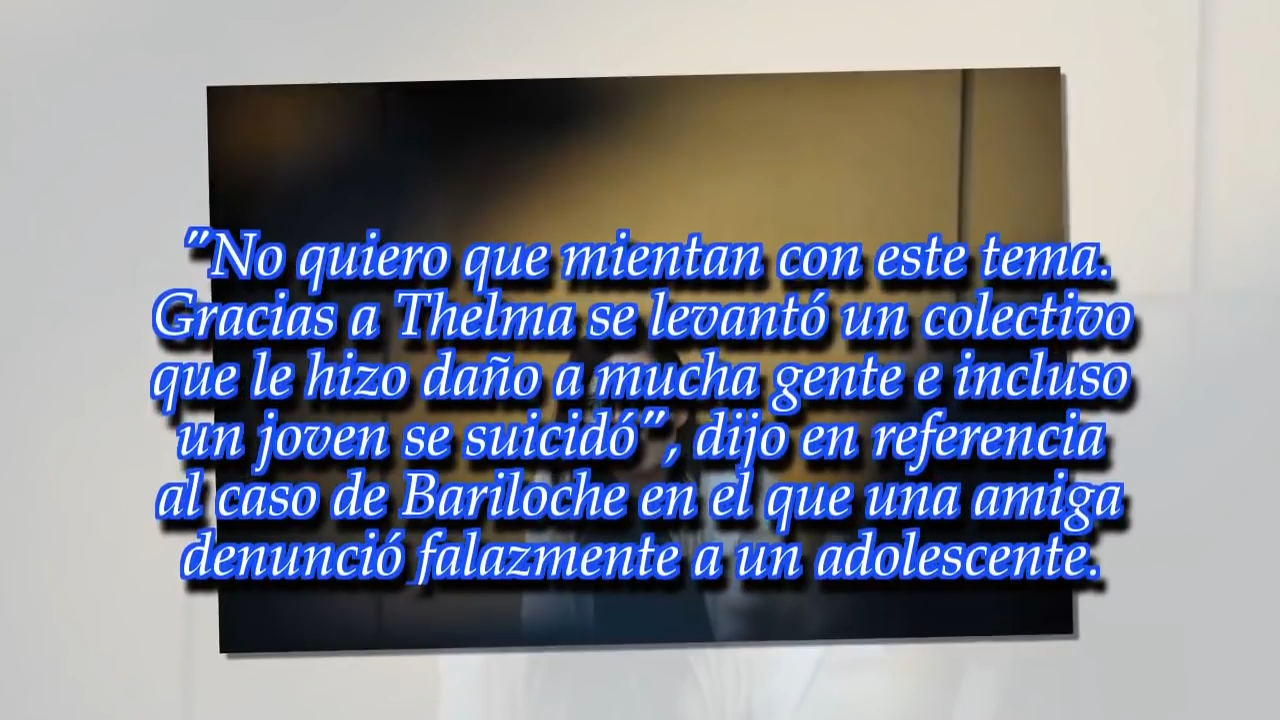 "No quiero que mientan con este tema.
Gracias a Thelma se levantó un colectivo
que le hizo daño a mucha gente e incluso
un joven se suicidó", dijo en referencia
al caso de Bariloche en el que una amiga
denunció falazmente a un adolescente.